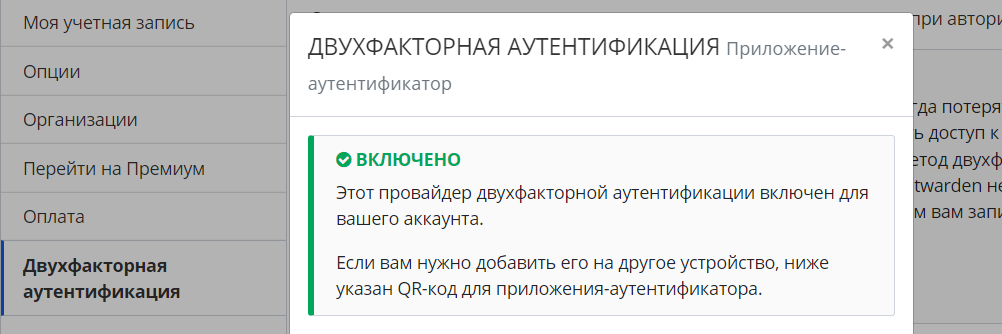 Моя учетная запись
Опции
Организации
Перейти на Премиум
Оплата
Двухфакторная
аутентификация
ДВУХФАКТОРНАЯ АУТЕНТИФИКАЦИЯ Приложение-
аутентификатор
×
ВКЛЮЧЕНО
Этот провайдер двухфакторной аутентификации включен для
вашего аккаунта.
Если вам нужно добавить его на другое устройство, ниже
указан QR-код для приложения-аутентификатора.
при автори
гда потеря
ь доступ к
етод двухф
twarden не
м вам запи